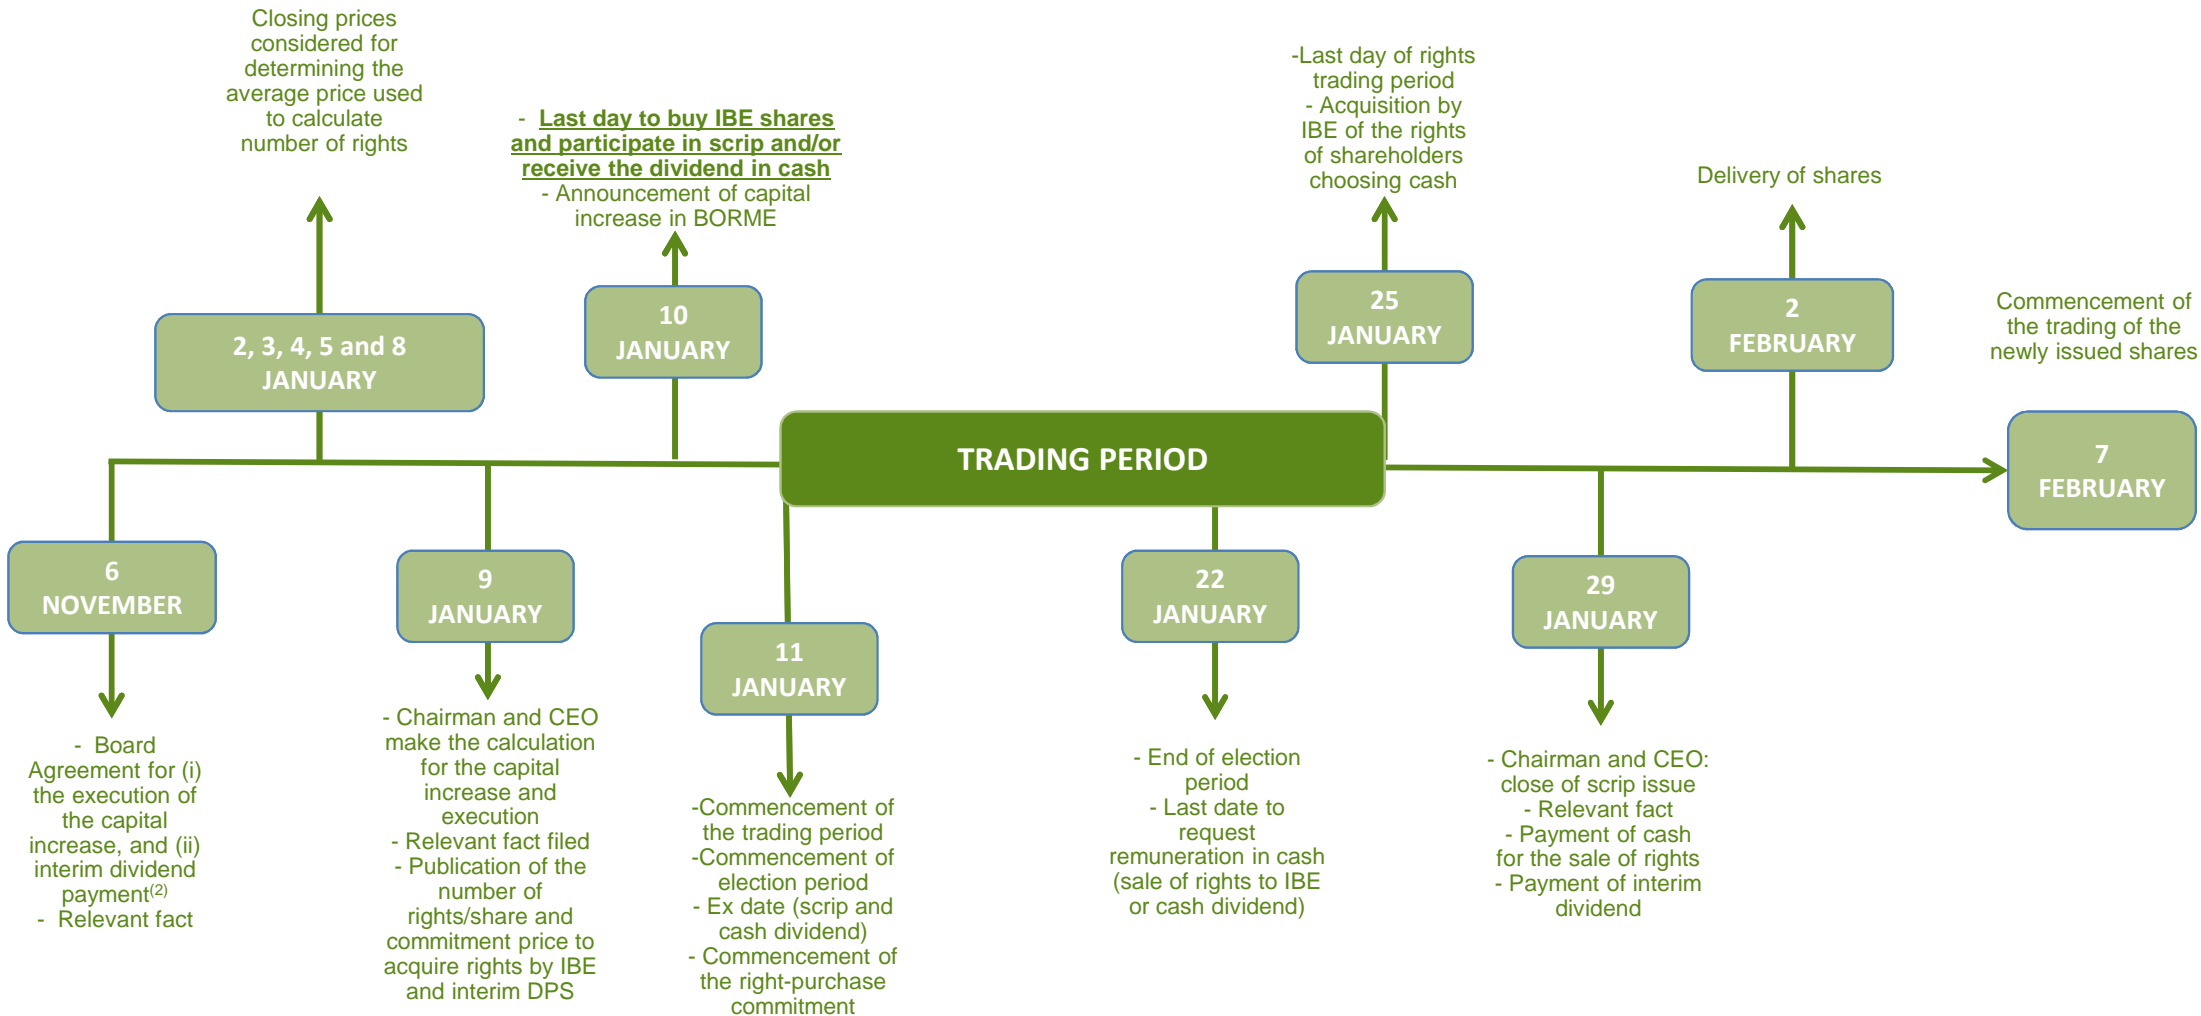 Closing prices
considered for
determining the
average price used
to calculate
number of rights
- Last day to buy IBE shares
and participate in scrip and/or
receive the dividend in cash
- Announcement of capital
increase in BORME
-Last day of rights
trading period
- Acquisition by
IBE of the rights
of shareholders
choosing cash
Delivery of shares
Commencement of
the trading of the
newly issued shares
2, 3, 4, 5 and 8
JANUARY
10
JANUARY
25
JANUARY
2
FEBRUARY
TRADING PERIOD
7
FEBRUARY
6
NOVEMBER
9
JANUARY
11
JANUARY
22
JANUARY
29
JANUARY
- Board
Agreement for (i)
the execution of
the capital
increase, and (ii)
interim dividend
payment(2)
- Relevant fact
- Chairman and CEO
make the calculation
for the capital
increase and
execution
- Relevant fact filed
- Publication of the
number of
rights/share and
commitment price to
acquire rights by IBE
and interim DPS
-Commencement of
the trading period
-Commencement of
election period
- Ex date (scrip and
cash dividend)
- Commencement of
the right-purchase
commitment
- End of election
period
- Last date to
request
remuneration in cash
(sale of rights to IBE
or cash dividend)
- Chairman and CEO:
close of scrip issue
- Relevant fact
- Payment of cash
for the sale of rights
- Payment of interim
dividend